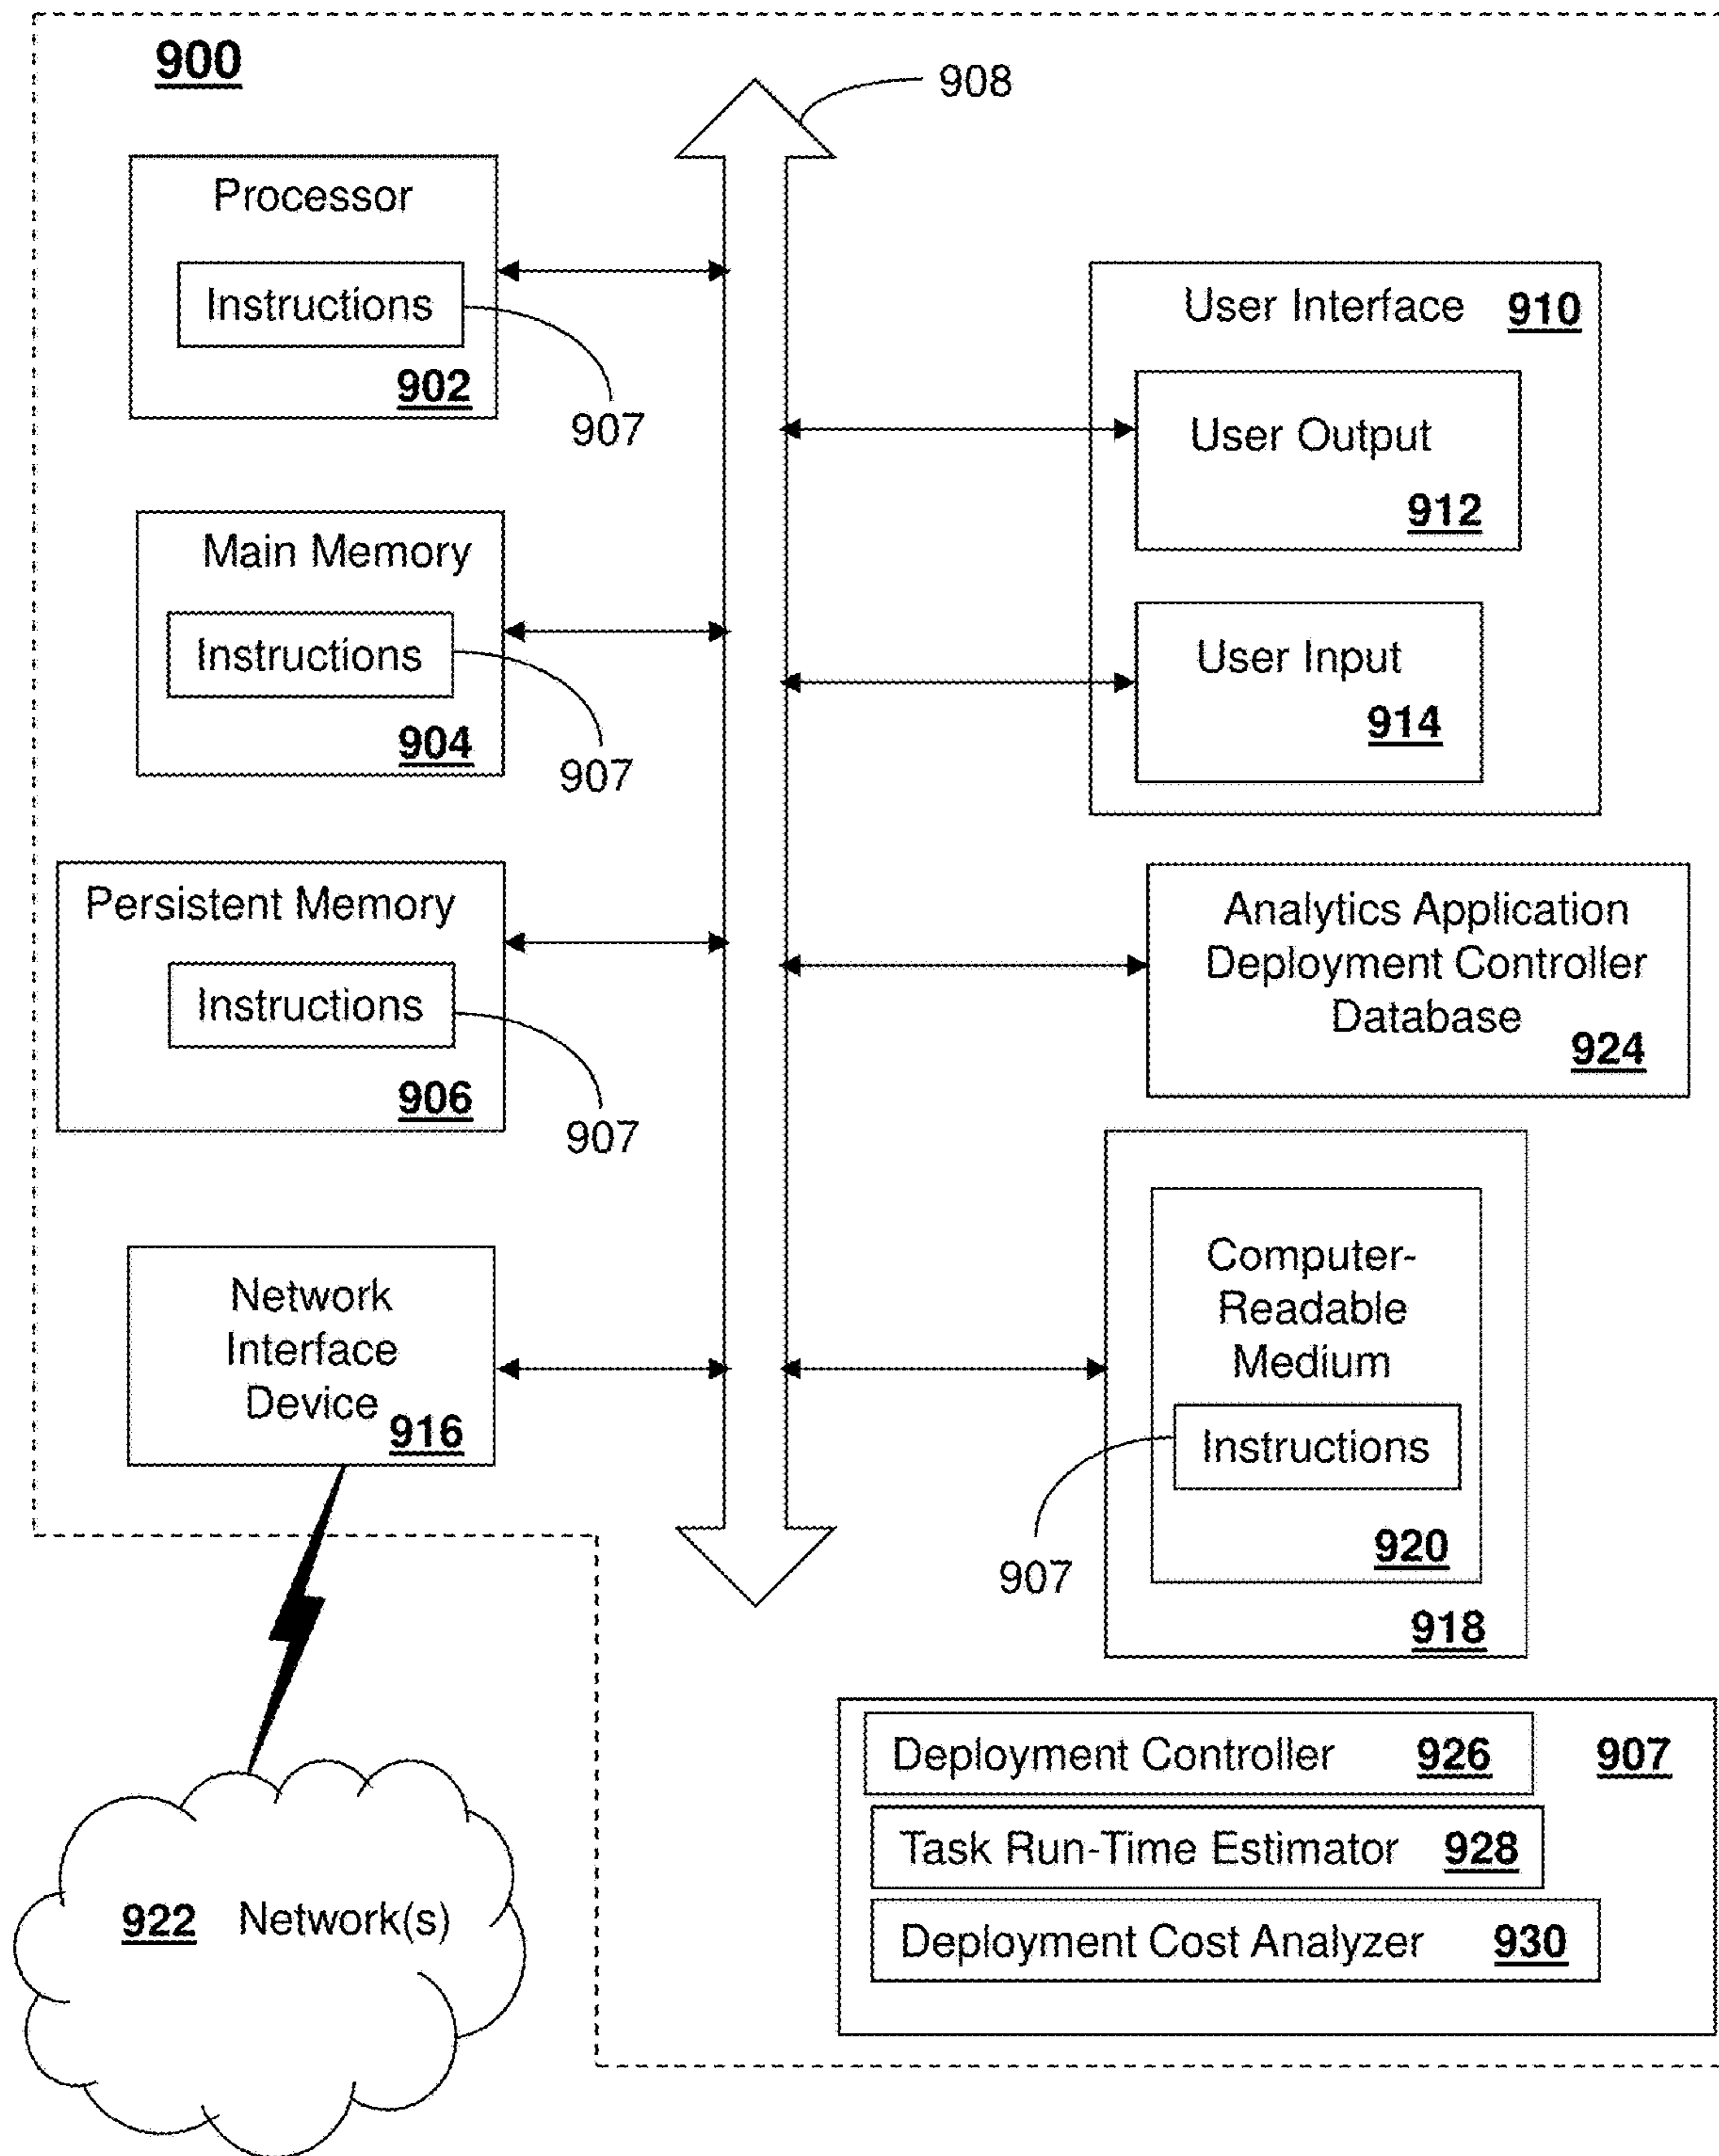 900
908
Processor
Instructions
902
907
Main Memory
Instructions
904
907
Persistent Memory
Instructions
906
907
Network
Interface
Device
916
922 Network(s)
User Interface 910
User Output
912
User Input
914
Analytics Application
Deployment Controller
Database
924
Computer-
Readable
Medium
Instructions
907
920
918
Deployment Controller 926
907
Task Run-Time Estimator 928
Deployment Cost Analyzer 930